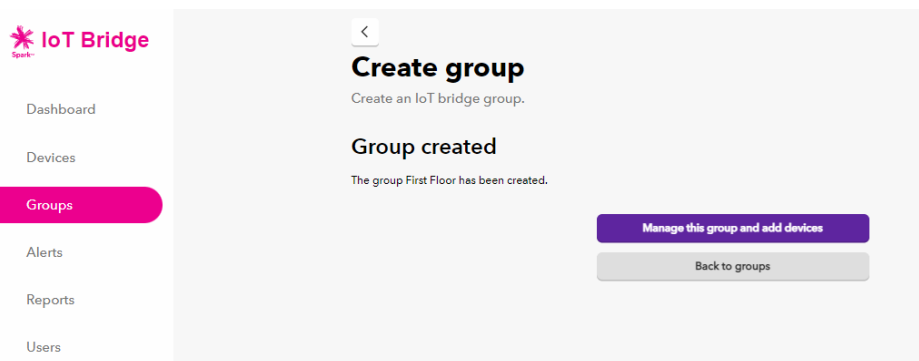 IoT Bridge
Spark
Dashboard
Devices
Groups
Alerts
Reports
Users
Create group
Create an IoT bridge group.
Group created
The group First Floor has been created.
Manage this group and add devices
Back to groups